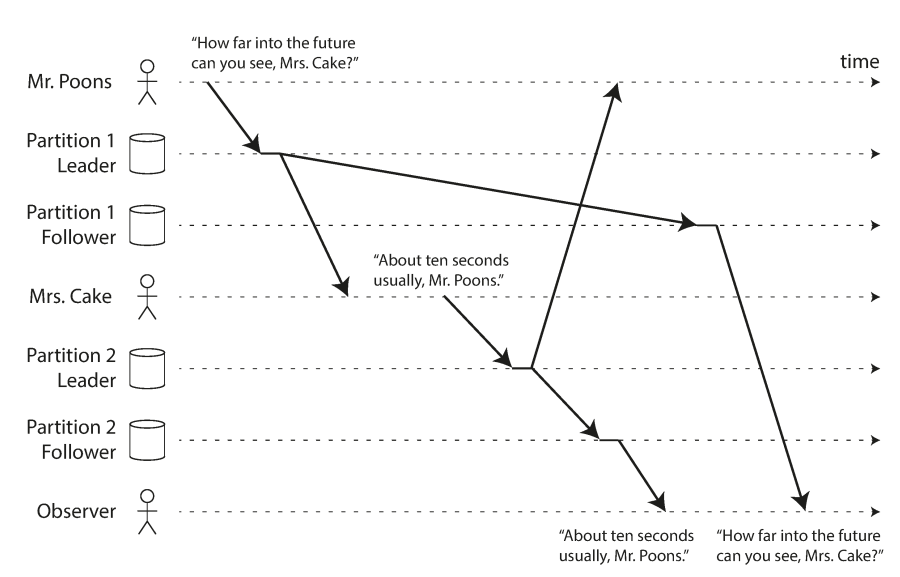 “How far into the future
can you see, Mrs. Cake?”
time
Mr. Poons
Partition 1
Leader
Partition 1
Follower
“About ten seconds
usually, Mr. Poons.”
Mrs. Cake
Partition 2
Leader
Partition 2
Follower
Observer
“About ten seconds
usually, Mr. Poons.”
“How far into the future
can you see, Mrs. Cake?”